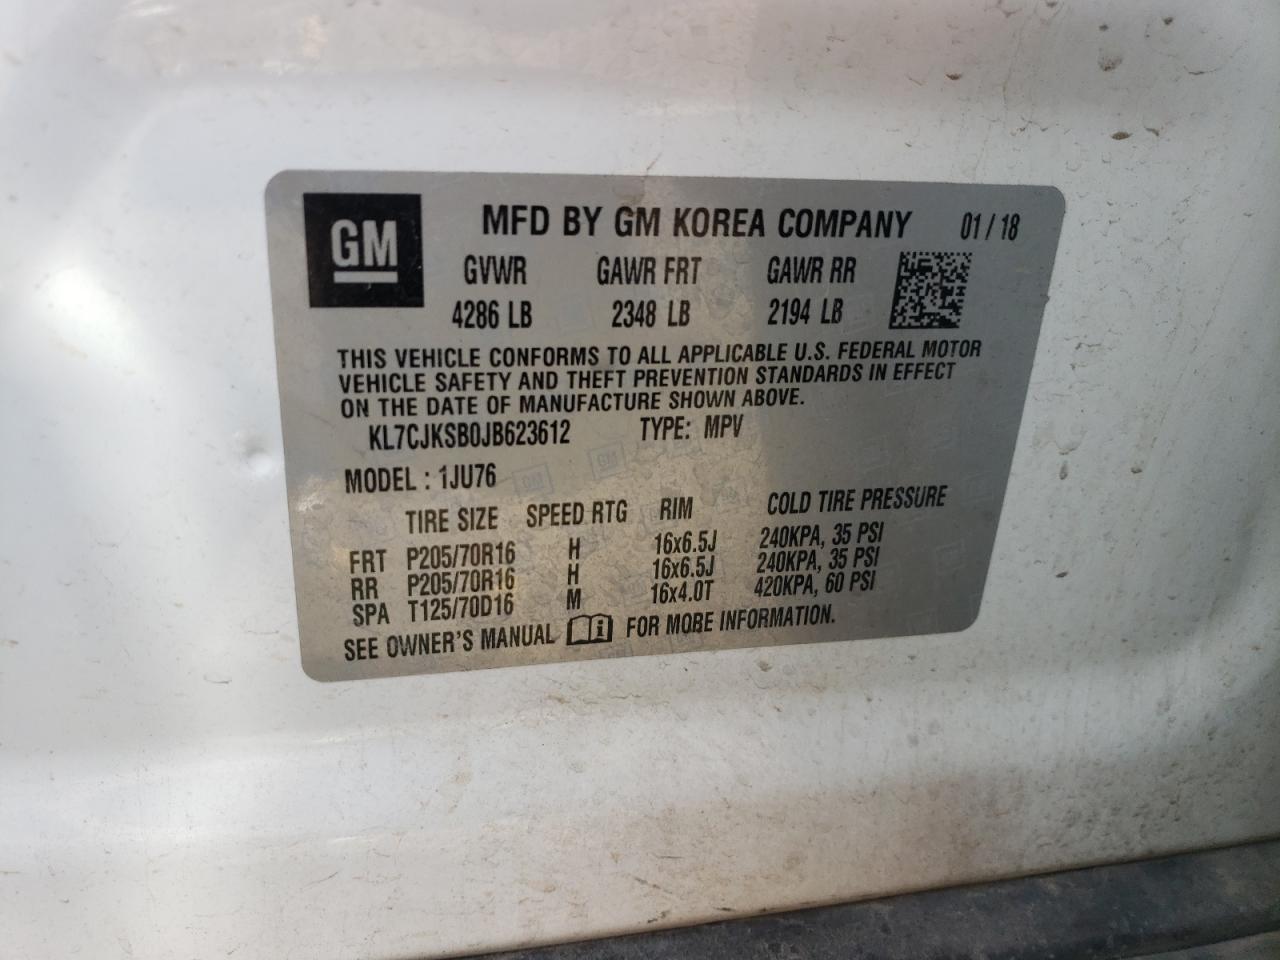 GM
MFD BY GM KOREA COMPANY 01/18
GVWR GAWR FRT GAWR RR
4286 LB 2348 LB 2194 LB
THIS VEHICLE CONFORMS TO ALL APPLICABLE U.S. FEDERAL MOTOR
VEHICLE SAFETY AND THEFT PREVENTION STANDARDS IN EFFECT
ON THE DATE OF MANUFACTURE SHOWN ABOVE.
KL7CJKSB0JB623612 TYPE: MPV
MODEL : 1JU76
TIRE SIZE SPEED RTG RIM COLD TIRE PRESSURE
FRT P205/70R16 H 16x6.5J 240KPA, 35 PSI
RR P205/70R16 H 16x6.5J 240KPA, 35 PSI
SPA T125/70D16 M 16x4.0T 420KPA, 60 PSI
SEE OWNER'S MANUAL FOR MORE INFORMATION.